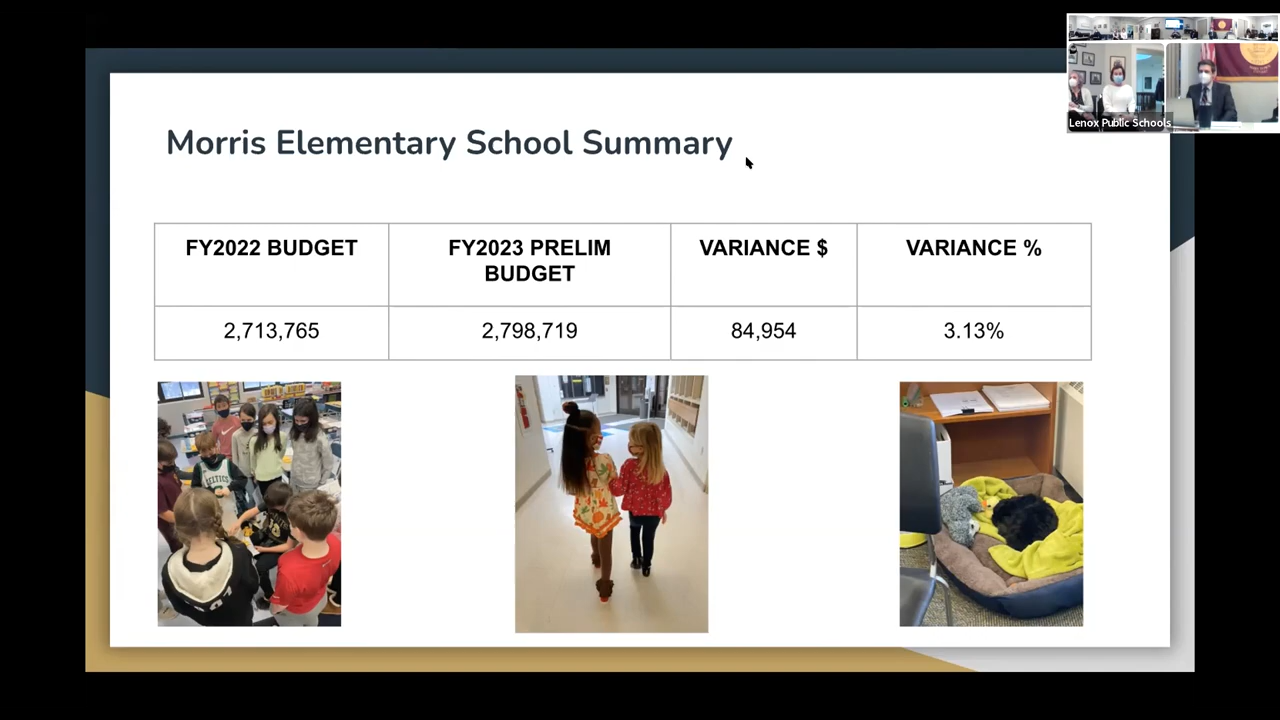 Lenox Public Schools
Morris Elementary School Summary
FY2022 BUDGET
FY2023 PRELIM
BUDGET
VARIANCE $
VARIANCE %
2,713,765
2,798,719
84,954
3.13%
CELTICS